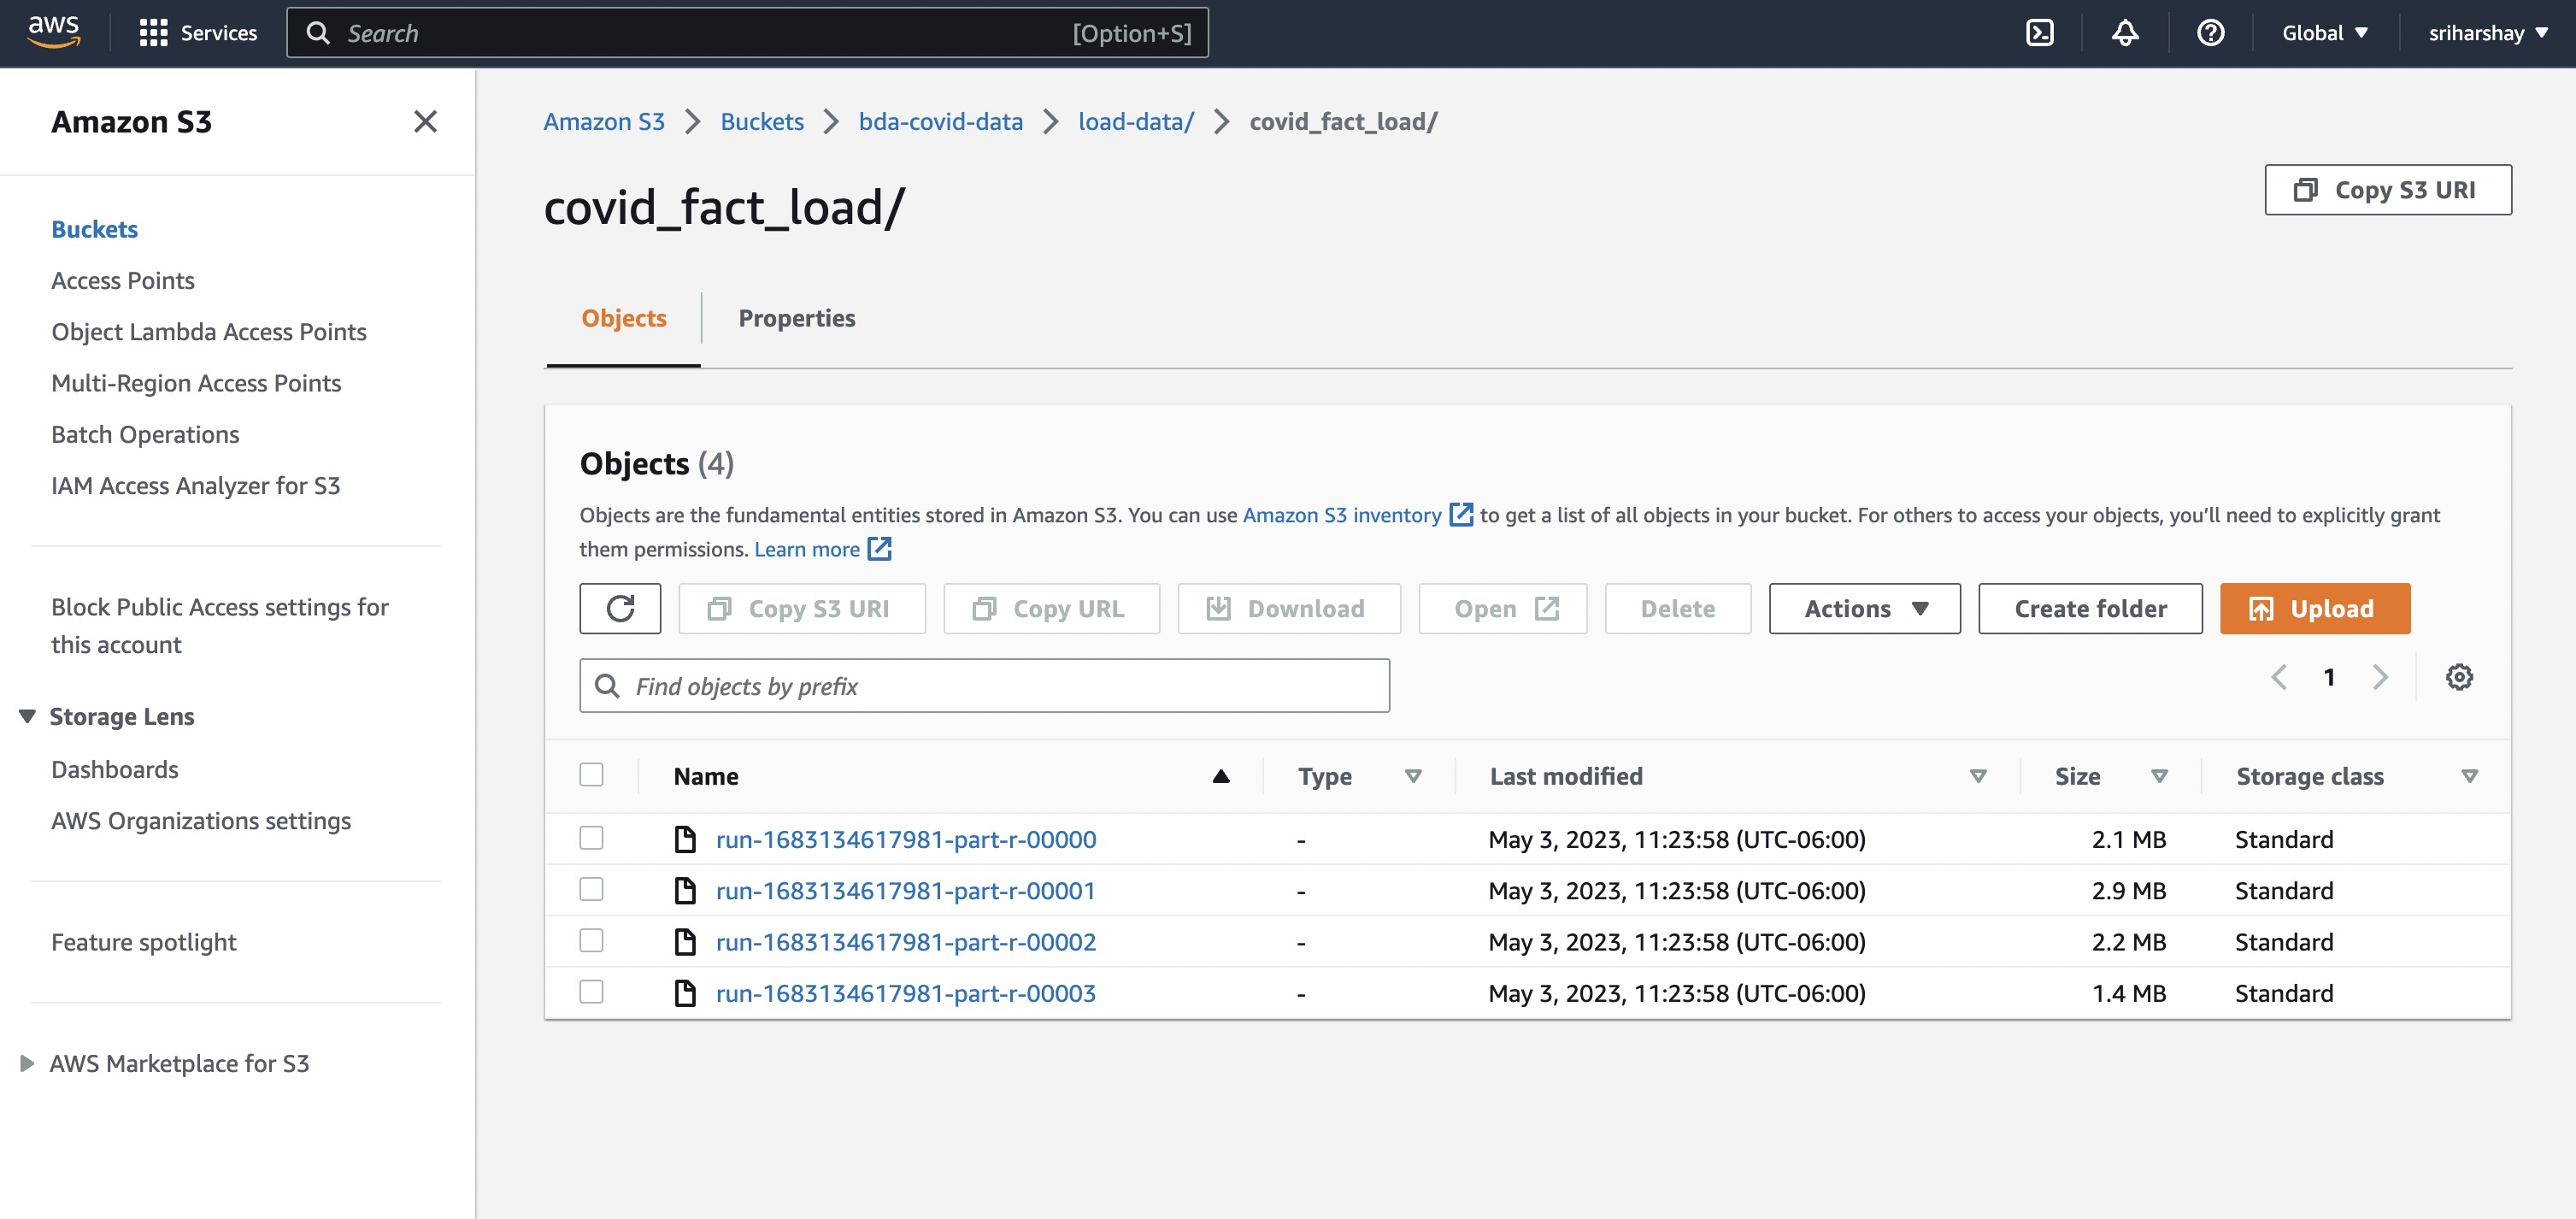 aws
Services
Search
[Option+S]
Global
sriharshay
Amazon S3
Buckets
Access Points
Object Lambda Access Points
Multi-Region Access Points
Batch Operations
IAM Access Analyzer for S3
Block Public Access settings for
this account
Storage Lens
Dashboards
AWS Organizations settings
Feature spotlight
AWS Marketplace for S3
Amazon S3 Buckets bda-covid-data load-data/ covid_fact_load/
covid_fact_load/
Copy S3 URI
Objects Properties
Objects (4)
Objects are the fundamental entities stored in Amazon S3. You can use Amazon S3 inventory to get a list of all objects in your bucket. For others to access your objects, you’ll need to explicitly grant
them permissions. Learn more
Copy S3 URI Copy URL Download Open Delete Actions Create folder Upload
Find objects by prefix
1
Name Type Last modified Size Storage class
run-1683134617981-part-r-00000 - May 3, 2023, 11:23:58 (UTC-06:00) 2.1 MB Standard
run-1683134617981-part-r-00001 - May 3, 2023, 11:23:58 (UTC-06:00) 2.9 MB Standard
run-1683134617981-part-r-00002 - May 3, 2023, 11:23:58 (UTC-06:00) 2.2 MB Standard
run-1683134617981-part-r-00003 - May 3, 2023, 11:23:58 (UTC-06:00) 1.4 MB Standard